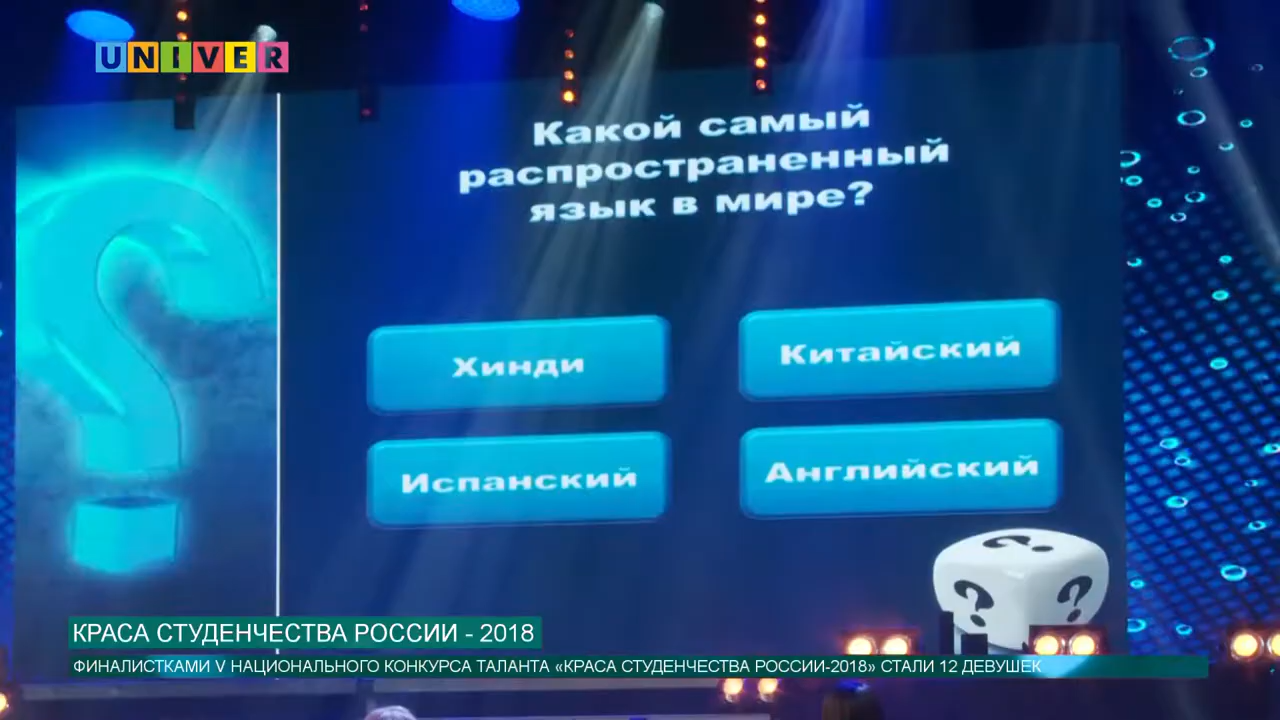 UNIVER
Какой самый
распространенный
язык в мире?
Хинди
Китайский
Испанский
Английский
? ? ?
КРАСА СТУДЕНЧЕСТВА РОССИИ - 2018
ФИНАЛИСТКАМИ V НАЦИОНАЛЬНОГО КОНКУРСА ТАЛАНТА «КРАСА СТУДЕНЧЕСТВА РОССИИ-2018» СТАЛИ 12 ДЕВУШЕК